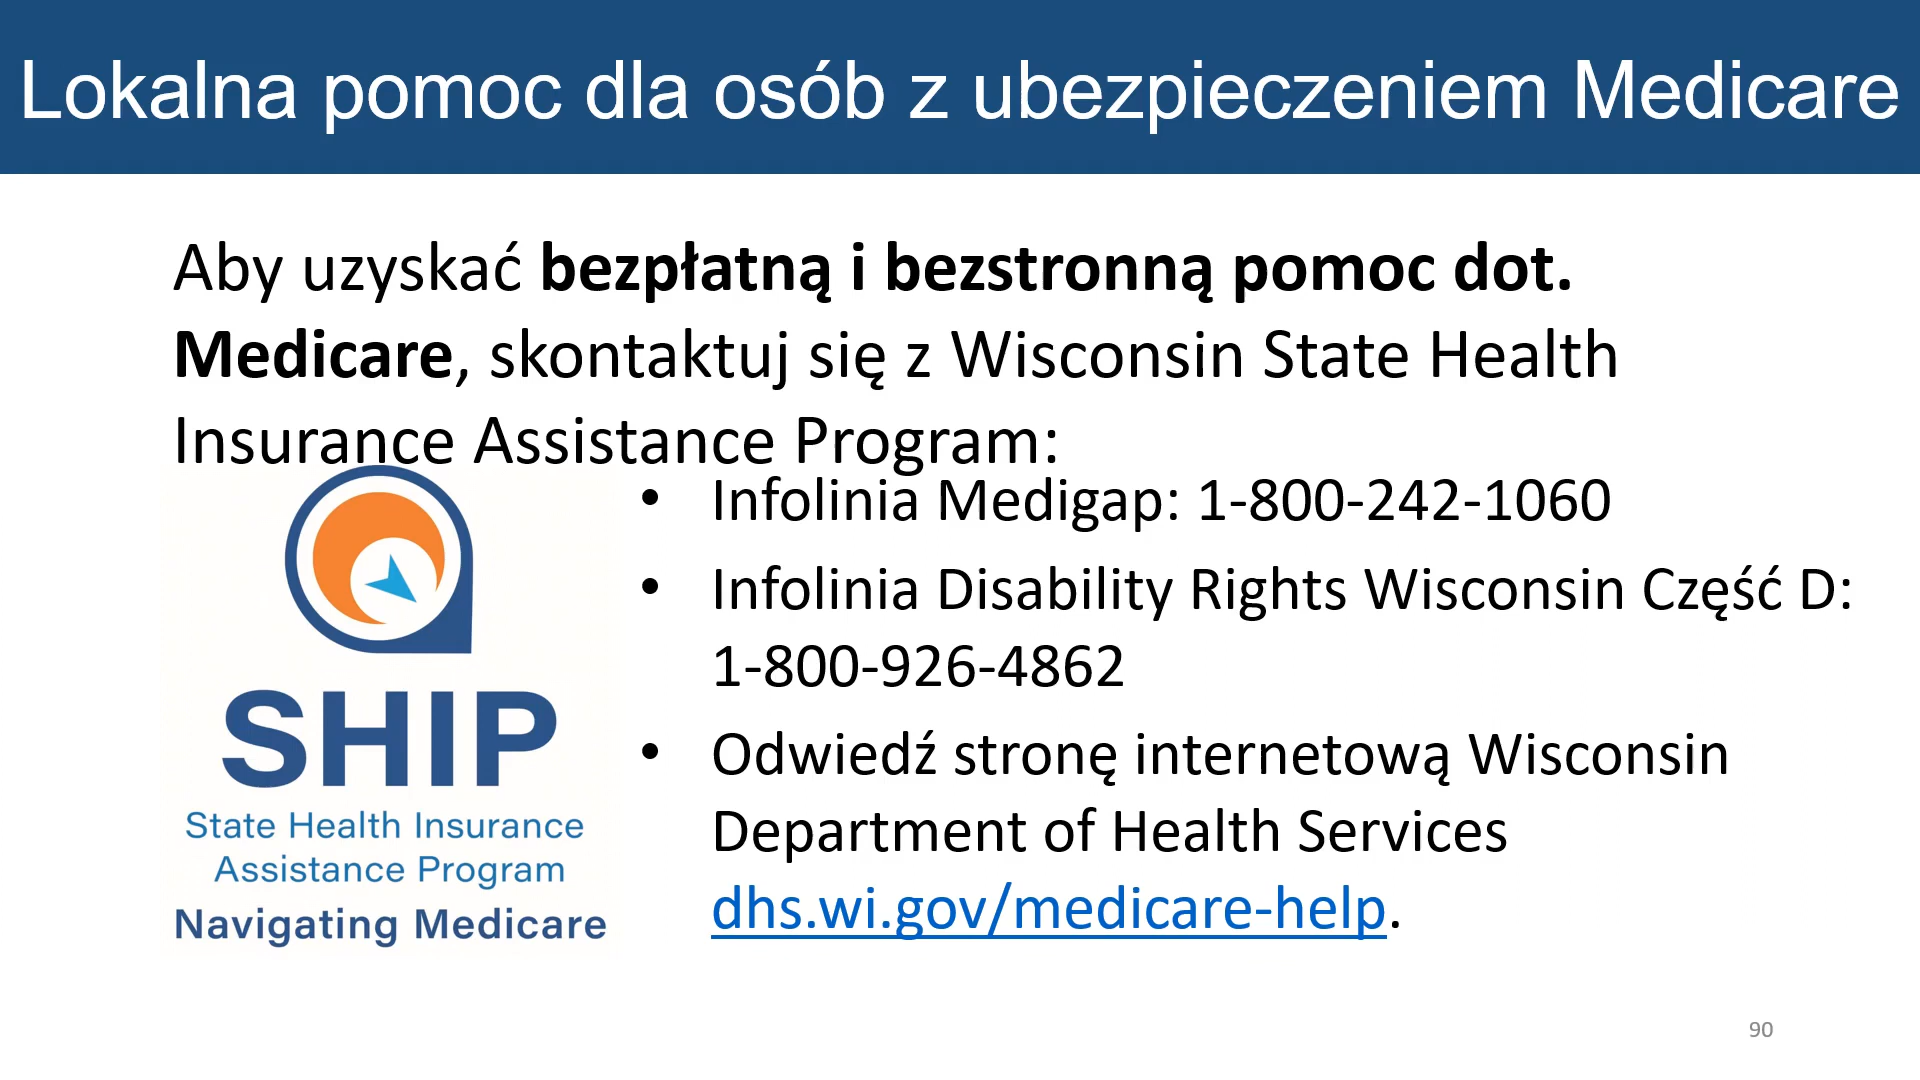 Lokalna pomoc dla osób z ubezpieczeniem Medicare
Aby uzyskać bezpłatną i bezstronną pomoc dot.
Medicare, skontaktuj się z Wisconsin State Health
Insurance Assistance Program:
• Infolinia Medigap: 1-800-242-1060
• Infolinia Disability Rights Wisconsin Część D:
1-800-926-4862
• Odwiedź stronę internetową Wisconsin
Department of Health Services
dhs.wi.gov/medicare-help.
SHIP
State Health Insurance
Assistance Program
Navigating Medicare
90